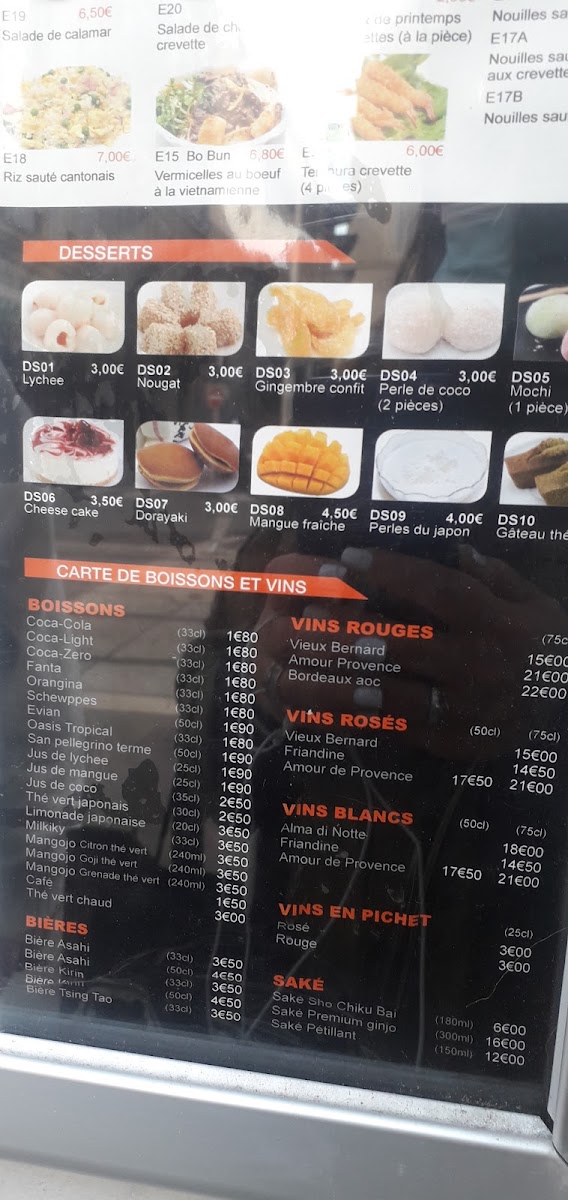 E19 6,50€
Salade de calamar
E20
Salade de
crevette
de printemps
(à la pièce)
Nouilles
E17A
Nouilles
aux
E17B
Nouilles
E18 7,00€
Riz sauté cantonais
E15 Bo Bun 6,80€
Vermicelles au boeuf
à la vietnamienne
6,00€
crevette
(4
DESSERTS
DS01 3,00€
Lychee
DS02 3,00€
Nougat
DS03 3,00€
Gingembre confit
DS04 3,00€
Perle de coco
(2 pièces)
DS05
Mochi
(1 pièce)
DS06 3,50€
Cheese cake
DS07 3,00€
Dorayaki
DS08 4,50€
Mangue fraîche
DS09 4,00€
Perles du japon
DS10
Gâteau thé
CARTE DE BOISSONS ET VINS
BOISSONS
Coca-Cola (33cl) 1€80
Coca-Light (33cl) 1€80
Coca-Zero (33cl) 1€80
Fanta (33cl) 1€80
Orangina (33cl) 1€80
Schewppes (33cl) 1€80
Evian (50cl) 1€90
Oasis Tropical (33cl) 1€80
San pellegrino terme (50cl) 1€90
Jus de lychee (25cl) 1€90
Jus de mangue (25cl) 1€90
Jus de coco (35cl) 2€50
Thé vert japonais (30cl) 2€50
Limonade japonaise (20cl) 3€50
Milkiky (33cl) 3€50
Mangojo Citron thé vert (240ml) 3€50
Mangojo Goji thé vert (240ml) 3€50
Mangojo Grenade thé vert (240ml) 3€50
Café 1€50
Thé vert chaud 3€00
BIÈRES
Bière Asahi (33cl) 3€50
Bière Asahi (50cl) 4€50
Bière Kirin (33cl) 3€50
Bière Kirin (50cl) 4€50
Bière Tsing Tao (33cl) 3€50
VINS ROUGES (75c
Vieux Bernard 15€00
Amour Provence 21€00
Bordeaux aoc 22€00
VINS ROSÉS (50cl) (75cl)
Vieux Bernard 15€00
Friandine 14€50
Amour de Provence 17€50 21€00
VINS BLANCS (50cl) (75cl)
Alma di Notte 18€00
Friandine 14€50
Amour de Provence 17€50 21€00
VINS EN PICHET (25cl)
Rosé 3€00
Rouge 3€00
SAKÉ
Saké Sho Chiku Bai (180ml) 6€00
Saké Premium ginjo (300ml) 16€00
Saké Pétillant (150ml) 12€00